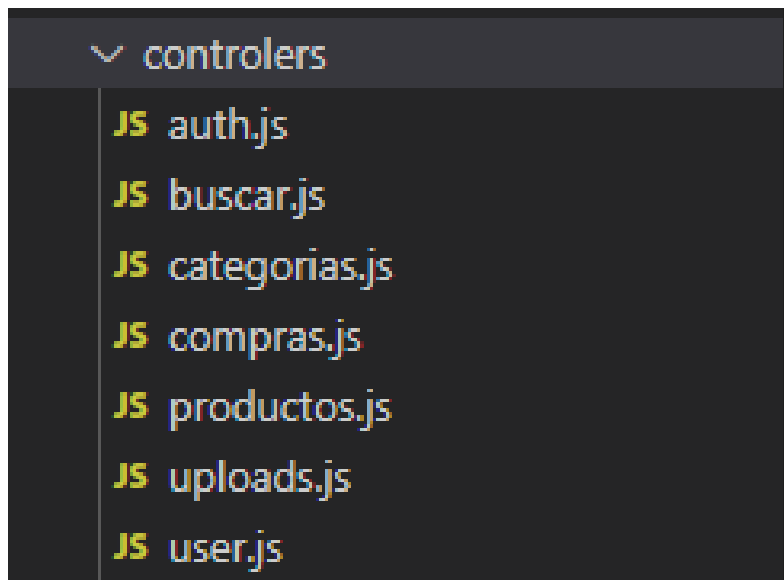 controlers
JS auth.js
JS buscar.js
JS categorias.js
JS compras.js
JS productos.js
JS uploads.js
JS user.js